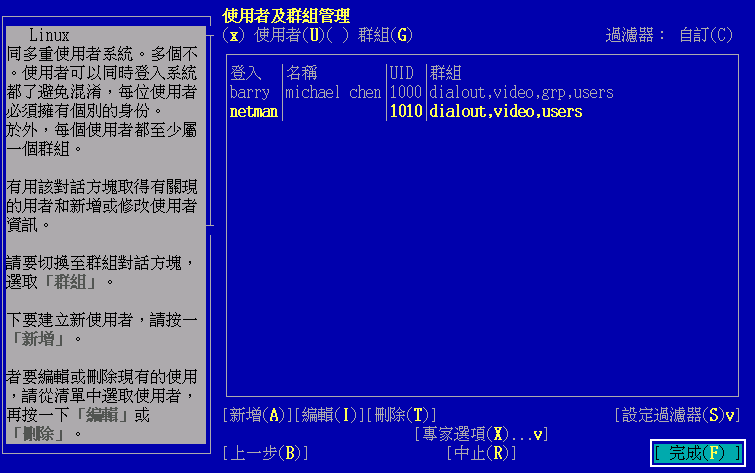 Linux
同多重使用者系統。多個不
。使用者可以同時登入系統
都了避免混淆，每位使用者
必須擁有個別的身份。
於外，每個使用者都至少屬
一個群組。
有用該對話方塊取得有關現
的用者和新增或修改使用者
資訊。
請要切換至群組對話方塊，
選取「群組」。
下要建立新使用者，請按一
「新增」。
者要編輯或刪除現有的使用
，請從清單中選取使用者，
再按一下「編輯」或
「刪除」。
使用者及群組管理
(x) 使用者(U)( ) 群組(G) 過濾器： 自訂(C)
登入 │名稱 │UID │群組
barry │michael chen│1000│dialout,video,grp,users
netman│ │1010│dialout,video,users
[新增(A)][編輯(I)][刪除(T)] [設定過濾器(S)v]
[專家選項(X)...v]
[上一步(B)] [中止(R)] [ 完成(F) ]